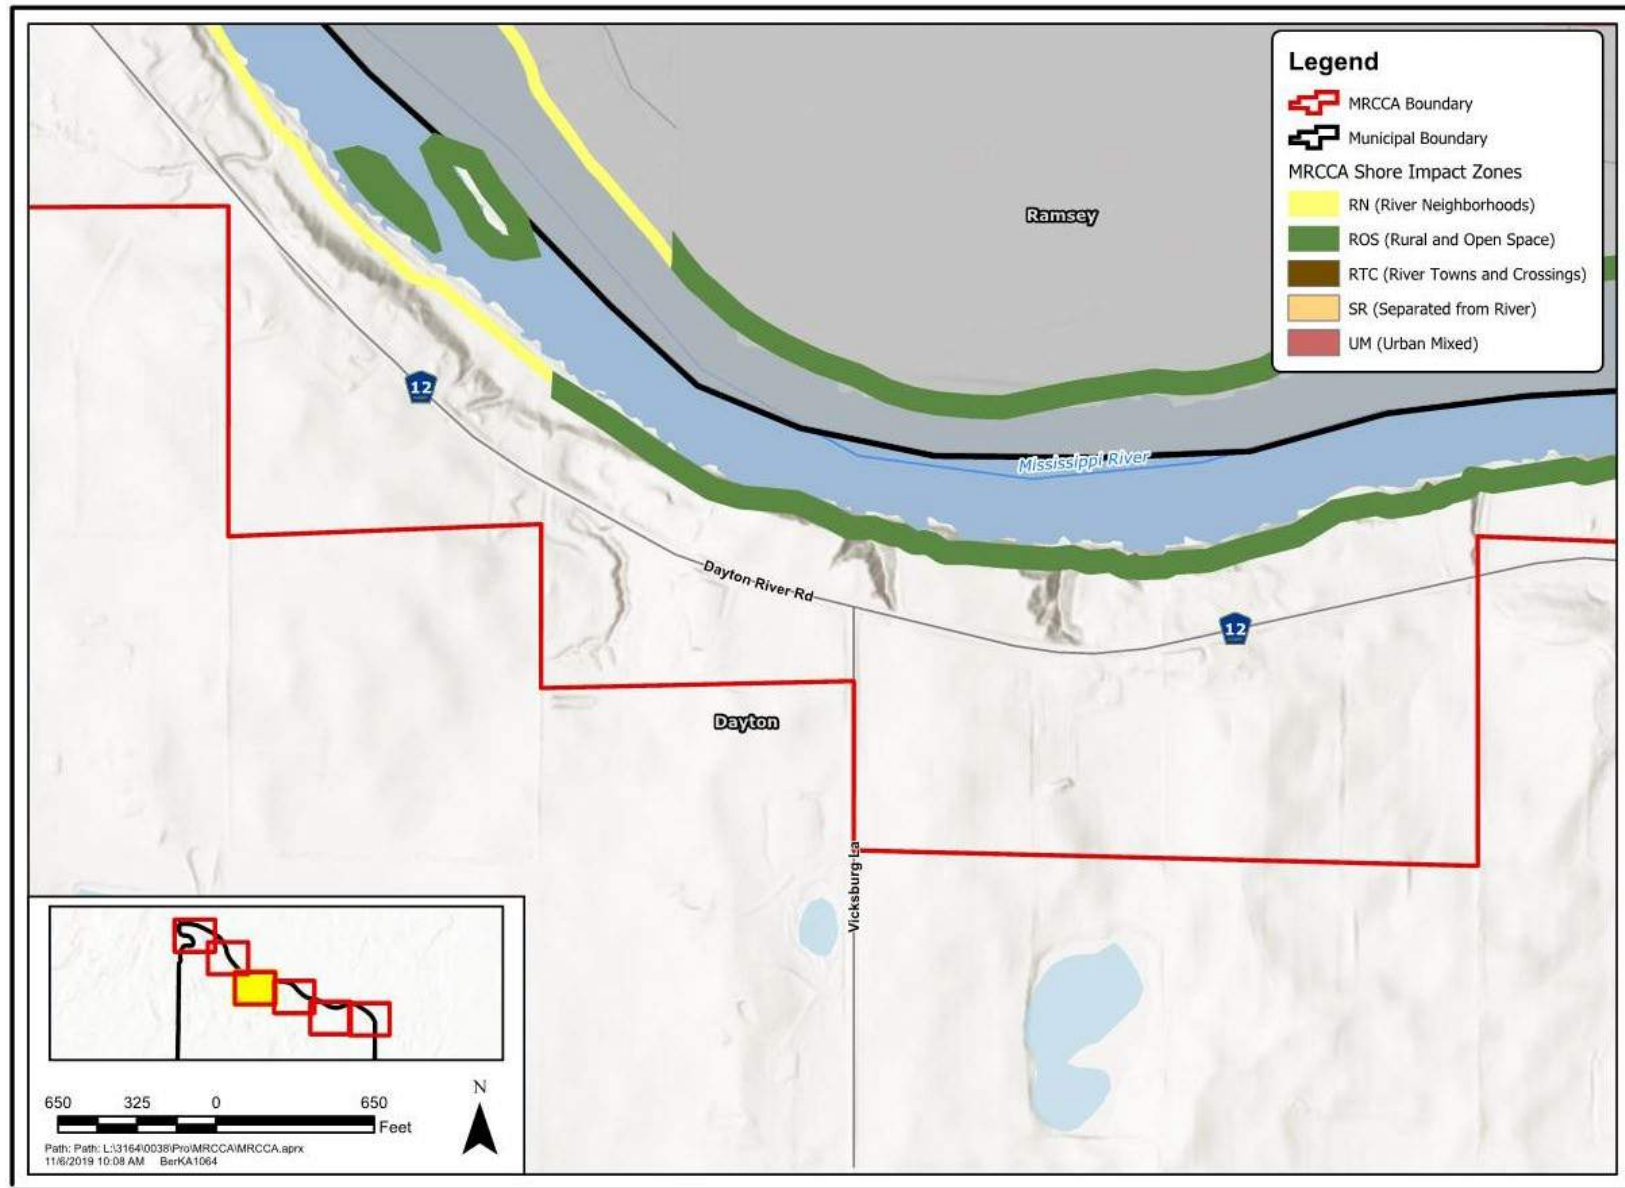 Legend
MRCCA Boundary
Municipal Boundary
MRCCA Shore Impact Zones
RN (River Neighborhoods)
ROS (Rural and Open Space)
RTC (River Towns and Crossings)
SR (Separated from River)
UM (Urban Mixed)
Ramsey
12
Mississippi River
Dayton River Rd
12
Dayton
Vicksburg La
N
650 325 0 650
Feet
Path: Path: L:\3164\0038\Pro\MRCCA\MRCCA.aprx
11/6/2019 10:08 AM BerKA1064